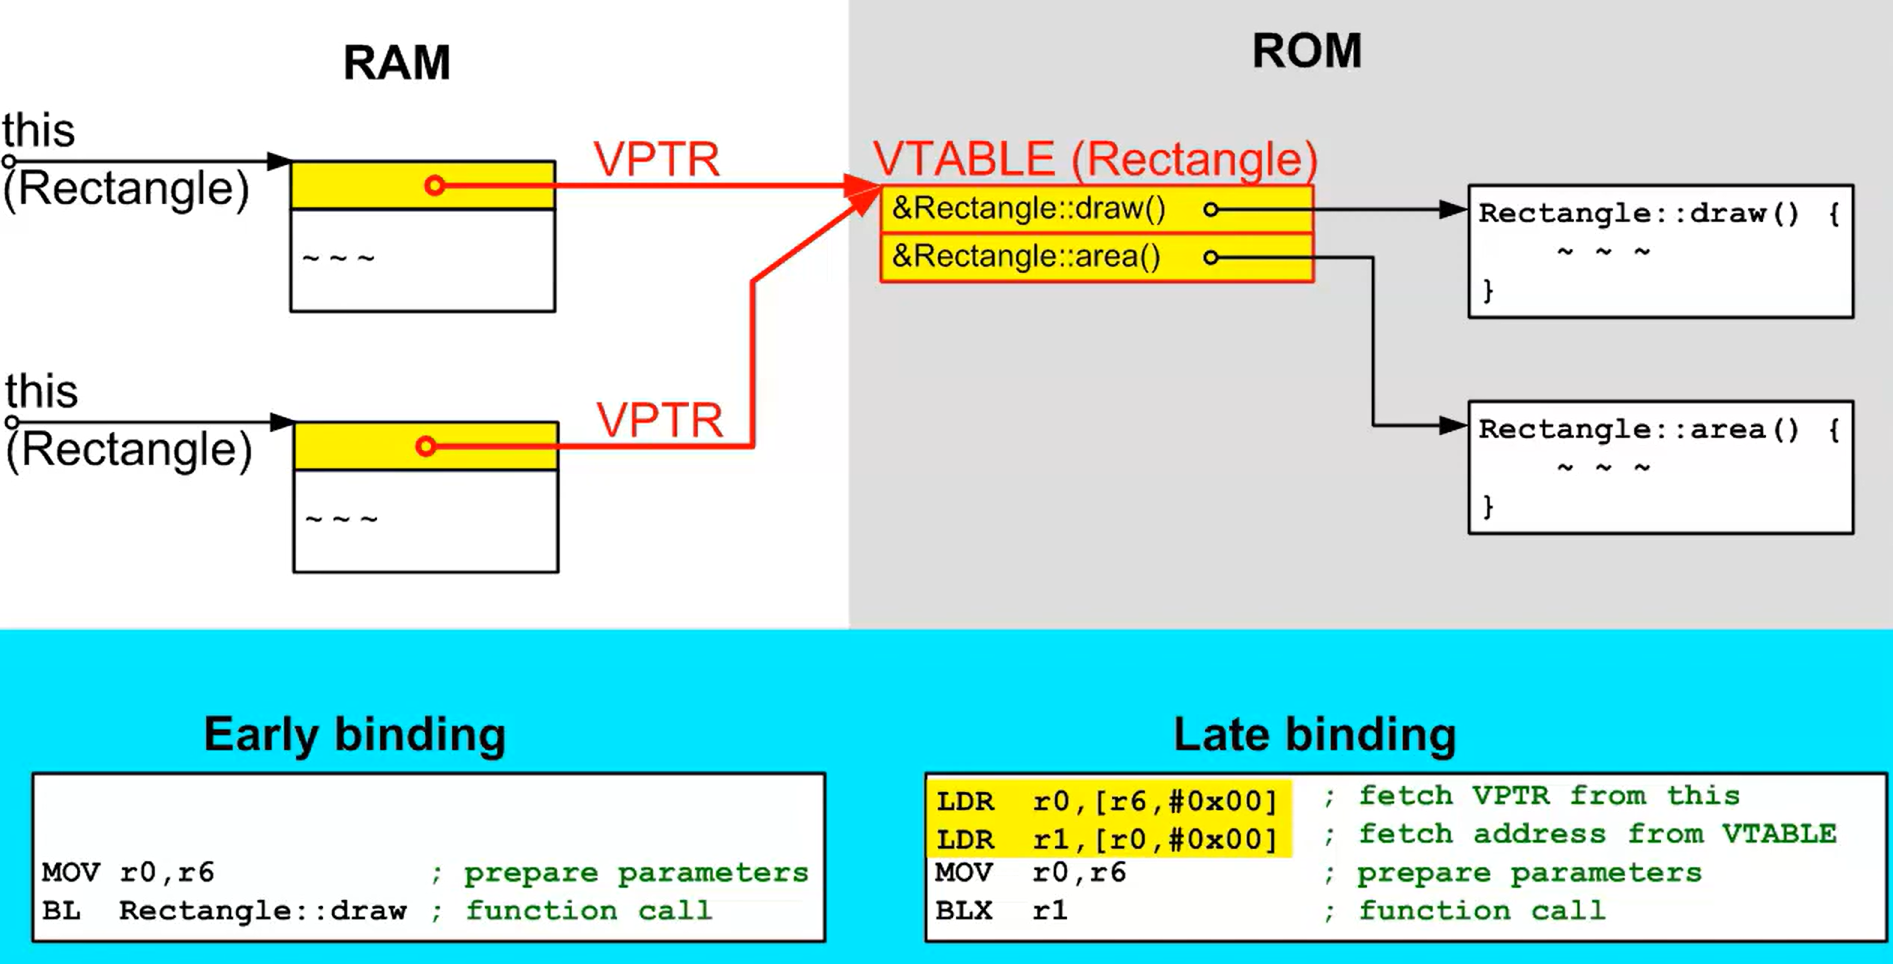 RAM
ROM
this
(Rectangle)
VPTR
VTABLE (Rectangle)
&Rectangle::draw()
&Rectangle::area()
Rectangle::draw() {
~ ~ ~
}
~ ~ ~
this
(Rectangle)
VPTR
~ ~ ~
Rectangle::area() {
~ ~ ~
}
Early binding
MOV r0,r6 ; prepare parameters
BL Rectangle::draw ; function call
Late binding
LDR r0,[r6,#0x00] ; fetch VPTR from this
LDR r1,[r0,#0x00] ; fetch address from VTABLE
MOV r0,r6 ; prepare parameters
BLX r1 ; function call